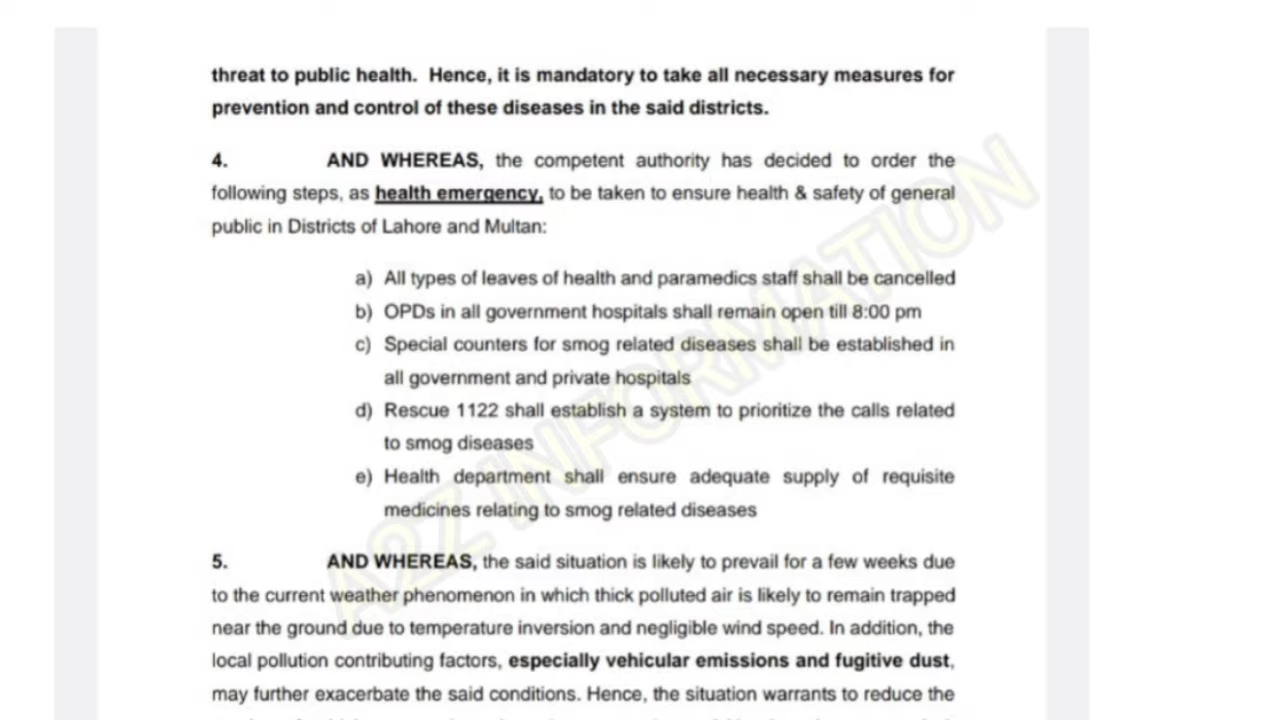 threat to public health. Hence, it is mandatory to take all necessary measures for
prevention and control of these diseases in the said districts.
4. AND WHEREAS, the competent authority has decided to order the
following steps, as health emergency, to be taken to ensure health & safety of general
public in Districts of Lahore and Multan:
a) All types of leaves of health and paramedics staff shall be cancelled
b) OPDs in all government hospitals shall remain open till 8:00 pm
c) Special counters for smog related diseases shall be established in
all government and private hospitals
d) Rescue 1122 shall establish a system to prioritize the calls related
to smog diseases
e) Health department shall ensure adequate supply of requisite
medicines relating to smog related diseases
A2Z INFORMATION
5. AND WHEREAS, the said situation is likely to prevail for a few weeks due
to the current weather phenomenon in which thick polluted air is likely to remain trapped
near the ground due to temperature inversion and negligible wind speed. In addition, the
local pollution contributing factors, especially vehicular emissions and fugitive dust,
may further exacerbate the said conditions. Hence, the situation warrants to reduce the